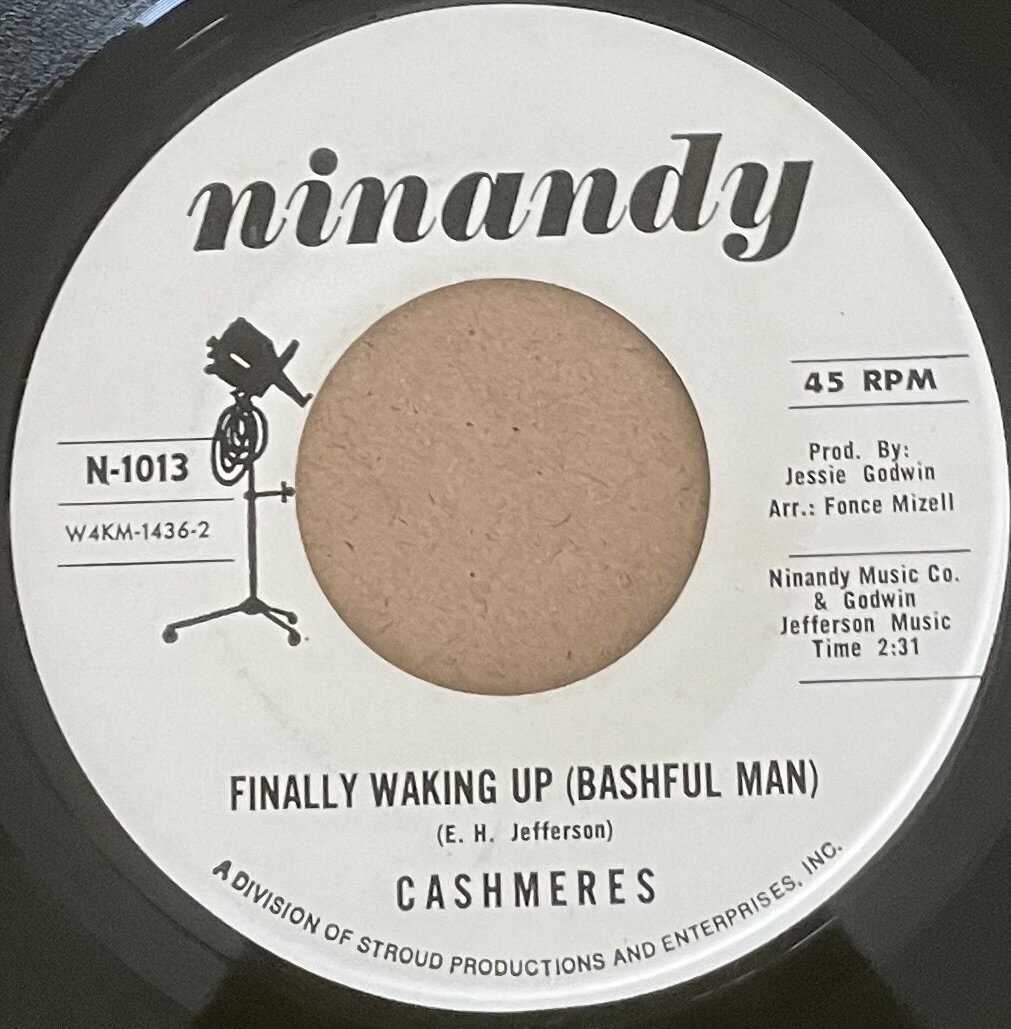 ninandy
N-1013
W4KM-1436-2
45 RPM
Prod. By:
Jessie Godwin
Arr.: Fonce Mizell
Ninandy Music Co.
& Godwin
Jefferson Music
Time 2:31
FINALLY WAKING UP (BASHFUL MAN)
(E. H. Jefferson)
CASHMERES
A DIVISION OF STROUD PRODUCTIONS AND ENTERPRISES, INC.